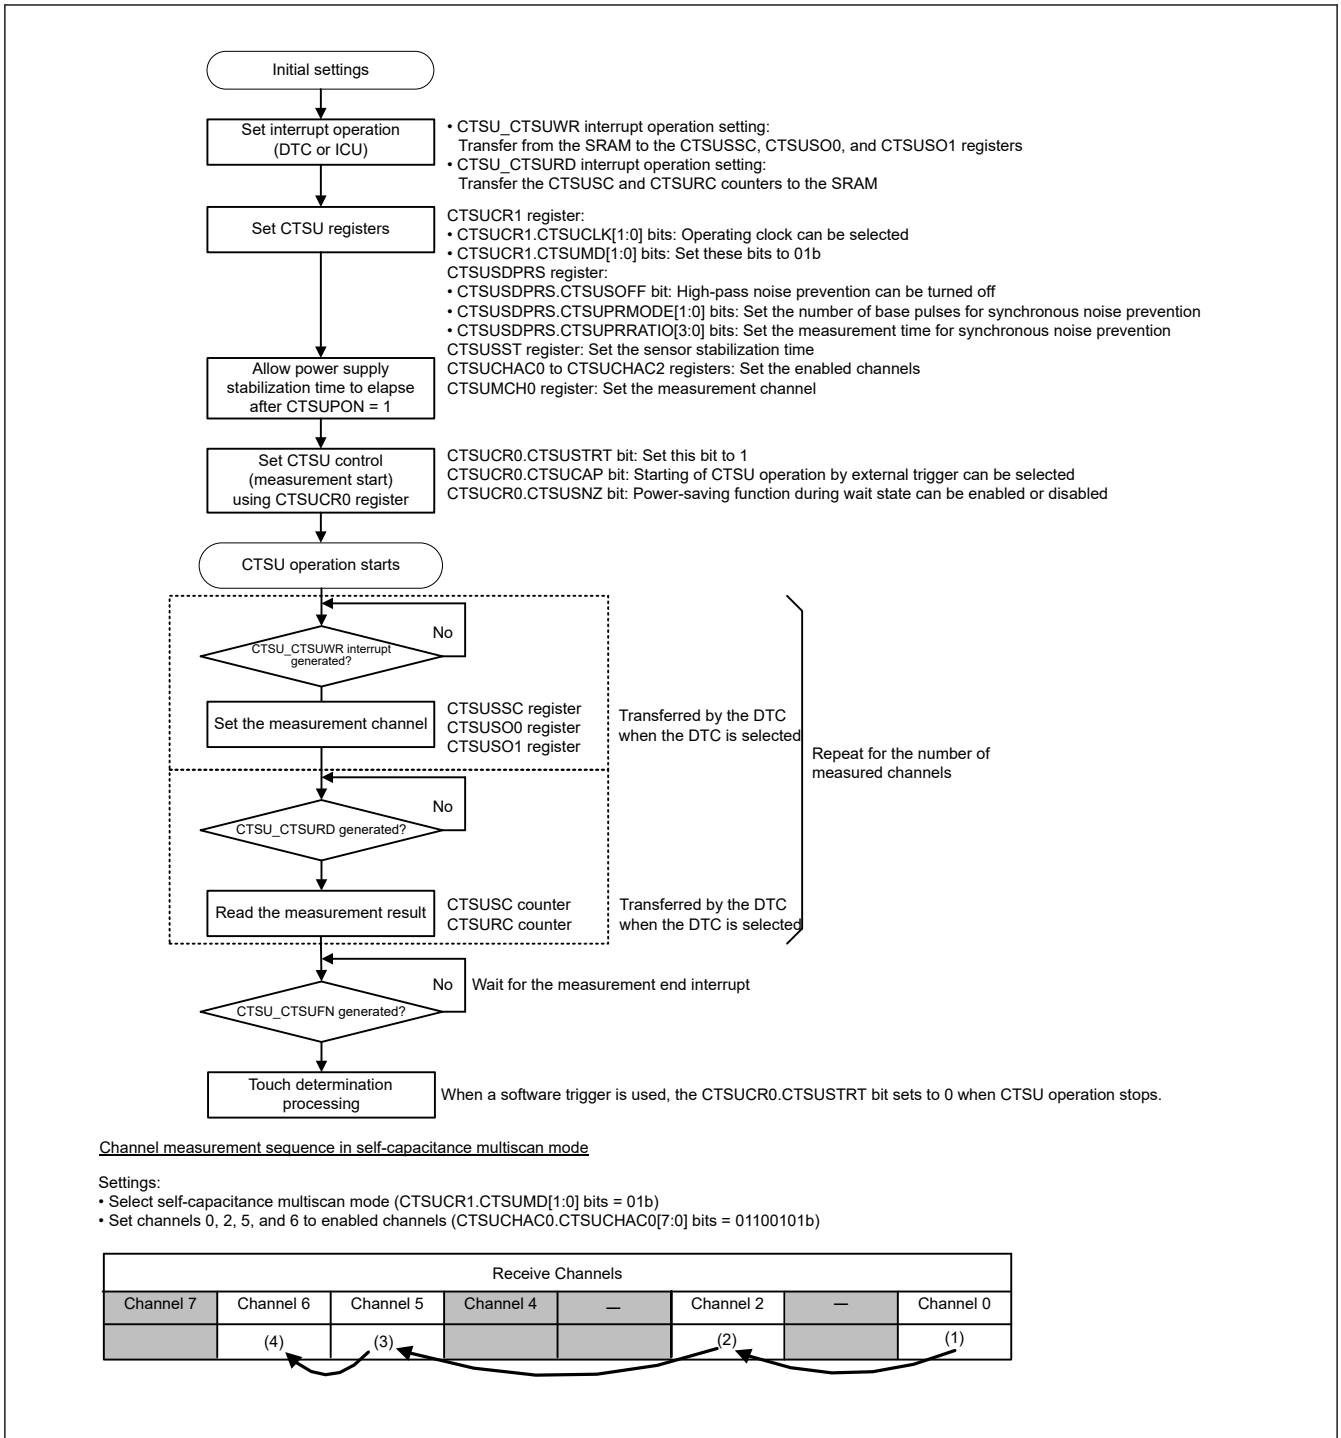 Initial settings
Set interrupt operation
(DTC or ICU)
• CTSU_CTSUWR interrupt operation setting:
Transfer from the SRAM to the CTSUSSC, CTSUSO0, and CTSUSO1 registers
• CTSU_CTSURD interrupt operation setting:
Transfer the CTSUSC and CTSURC counters to the SRAM
Set CTSU registers
CTSUCR1 register:
• CTSUCR1.CTSUCLK[1:0] bits: Operating clock can be selected
• CTSUCR1.CTSUMD[1:0] bits: Set these bits to 01b
CTSUSDPRS register:
• CTSUSDPRS.CTSUSOFF bit: High-pass noise prevention can be turned off
• CTSUSDPRS.CTSUPRMODE[1:0] bits: Set the number of base pulses for synchronous noise prevention
• CTSUSDPRS.CTSUPRRATIO[3:0] bits: Set the measurement time for synchronous noise prevention
CTSUSST register: Set the sensor stabilization time
CTSUCHAC0 to CTSUCHAC2 registers: Set the enabled channels
CTSUMCH0 register: Set the measurement channel
Allow power supply
stabilization time to elapse
after CTSUPON = 1
Set CTSU control
(measurement start)
using CTSUCR0 register
CTSUCR0.CTSUSTRT bit: Set this bit to 1
CTSUCR0.CTSUCAP bit: Starting of CTSU operation by external trigger can be selected
CTSUCR0.CTSUSNZ bit: Power-saving function during wait state can be enabled or disabled
CTSU operation starts
No
CTSU_CTSUWR interrupt
generated?
Set the measurement channel
CTSUSSC register
CTSUSO0 register
CTSUSO1 register
Transferred by the DTC
when the DTC is selected
Repeat for the number of
measured channels
No
CTSU_CTSURD generated?
Read the measurement result
CTSUSC counter
CTSURC counter
Transferred by the DTC
when the DTC is selected
No
Wait for the measurement end interrupt
CTSU_CTSUFN generated?
Touch determination
processing
When a software trigger is used, the CTSUCR0.CTSUSTRT bit sets to 0 when CTSU operation stops.
Channel measurement sequence in self-capacitance multiscan mode
Settings:
• Select self-capacitance multiscan mode (CTSUCR1.CTSUMD[1:0] bits = 01b)
• Set channels 0, 2, 5, and 6 to enabled channels (CTSUCHAC0.CTSUCHAC0[7:0] bits = 01100101b)
Receive Channels
Channel 7 Channel 6 Channel 5 Channel 4 — Channel 2 — Channel 0
(4) (3) (2) (1)